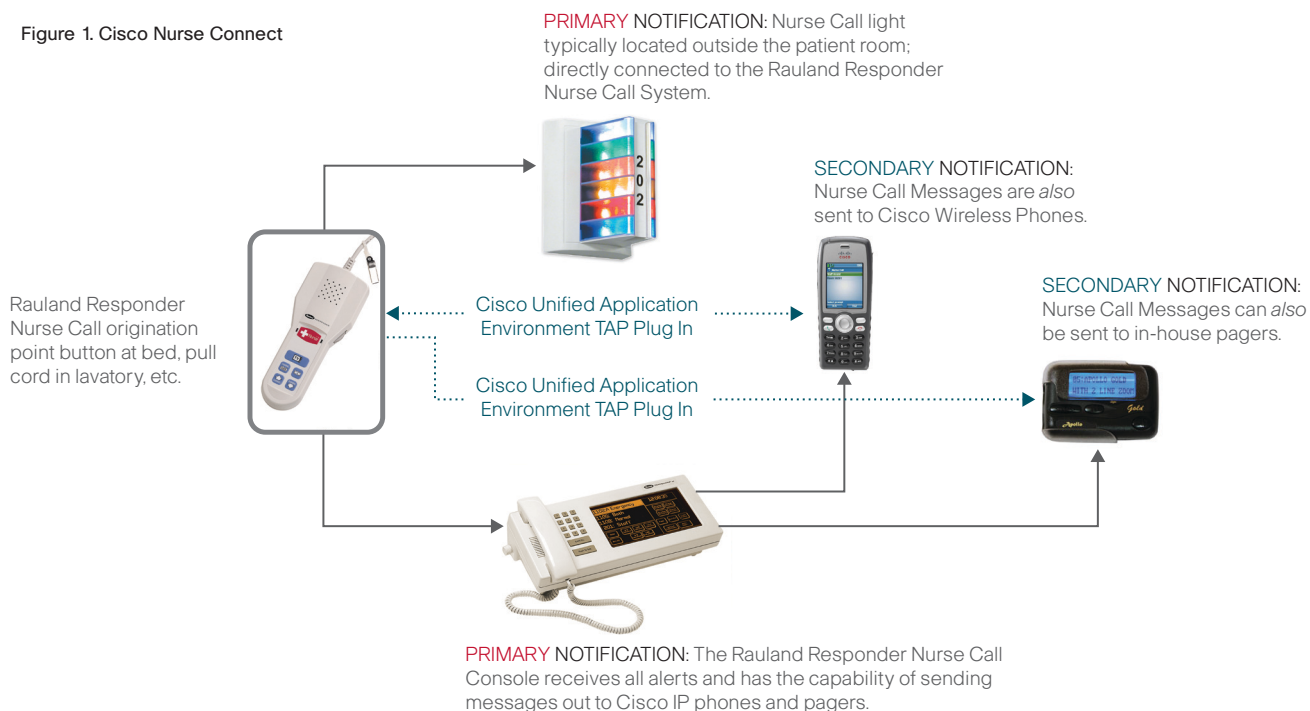 Figure 1. Cisco Nurse Connect
PRIMARY NOTIFICATION: Nurse Call light
typically located outside the patient room;
directly connected to the Rauland Responder
Nurse Call System.
2
0
2
SECONDARY NOTIFICATION:
Nurse Call Messages are also
sent to Cisco Wireless Phones.
SECONDARY NOTIFICATION:
Nurse Call Messages can also
be sent to in-house pagers.
Rauland Responder
Nurse Call origination
point button at bed, pull
cord in lavatory, etc.
Cisco Unified Application
Environment TAP Plug In
Cisco Unified Application
Environment TAP Plug In
WITH 2 LINE ZOOM
Gold
Apollo
PRIMARY NOTIFICATION: The Rauland Responder Nurse Call
Console receives all alerts and has the capability of sending
messages out to Cisco IP phones and pagers.